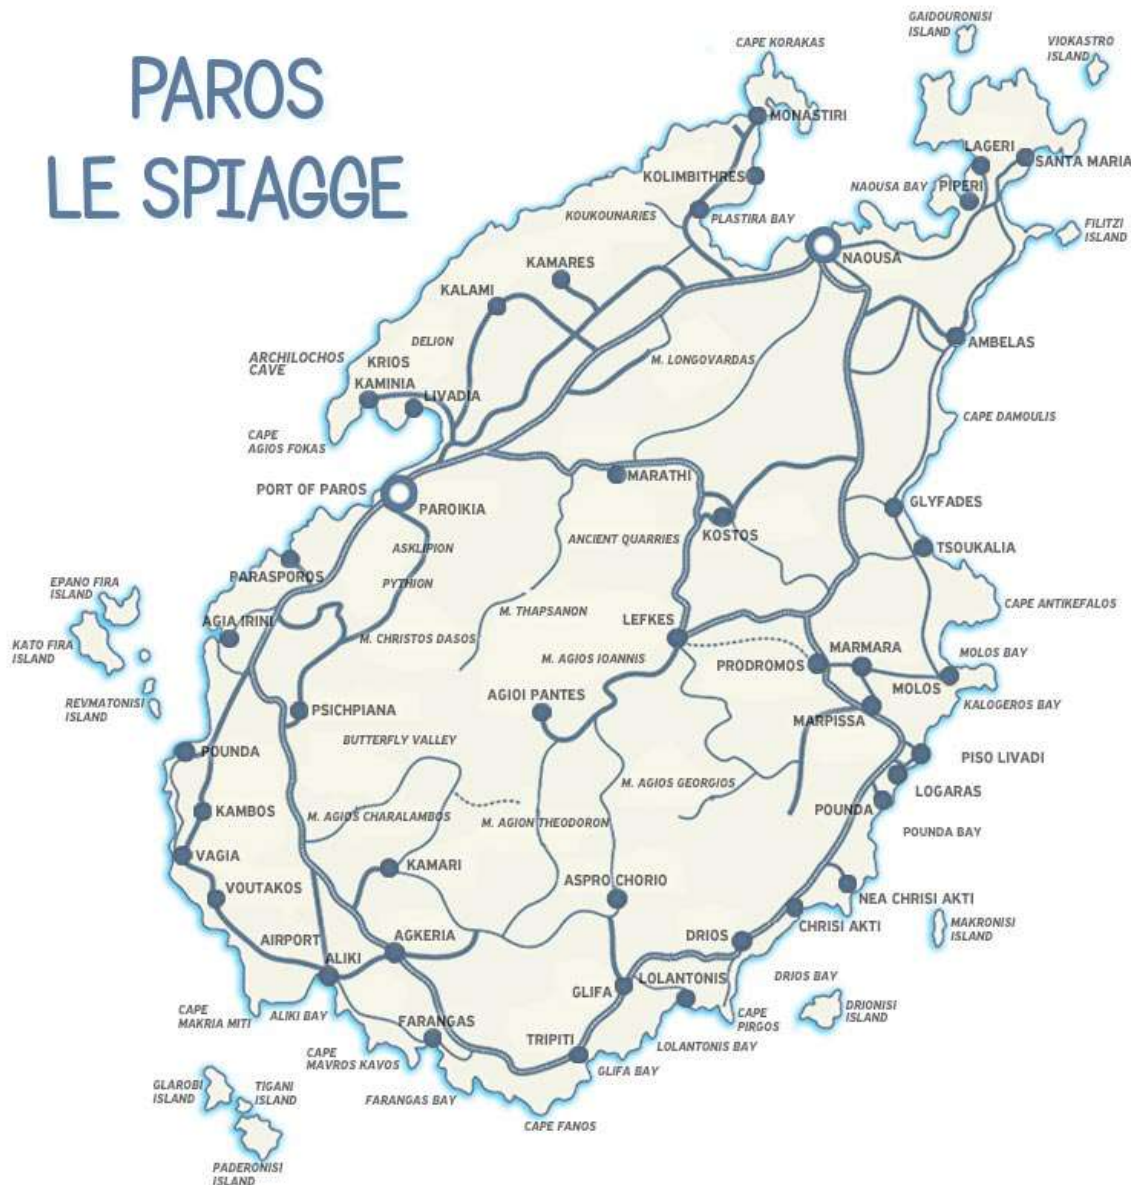 PAROS
LE SPIAGGE
GAIDOURONISI
ISLAND
VIOKASTRO
ISLAND
CAPE KORAKAS
MONASTIRI
LAGERI
SANTA MARIA
KOLIMBITHRES
NAOUSA BAY
PIPERI
KOUKOUNARIES
PLASTIRA BAY
FILITZI
ISLAND
NAOUSA
KAMARES
KALAMI
DELION
AMBELAS
ARCHILOCHOS
CAVE
KRIOS
M. LONGOVARDAS
KAMINIA
LIVADIA
CAPE DAMOULIS
CAPE
AGIOS FOKAS
PORT OF PAROS
PAROIKIA
MARATHI
GLYFADES
KOSTOS
ANCIENT QUARRIES
ASKLIPION
TSOUKALIA
PARASPOROS
PYTHION
EPANO FIRA
ISLAND
M. THAPSANON
CAPE ANTIKEFALOS
AGIA IRINI
M. CHRISTOS DASOS
LEFKES
KATO FIRA
ISLAND
M. AGIOS IOANNIS
PRODROMOS
MARMARA
MOLOS BAY
MOLOS
REVMATONISI
ISLAND
PSICHPIANA
AGIOI PANTES
MARPISSA
KALOGEROS BAY
BUTTERFLY VALLEY
POUNDA
PISO LIVADI
M. AGIOS GEORGIOS
LOGARAS
KAMBOS
M. AGIOS CHARALAMBOS
M. AGION THEODORON
POUNDA
POUNDA BAY
VAGIA
KAMARI
VOUTAKOS
ASPRO CHORIO
NEA CHRISI AKTI
CHRISI AKTI
MAKRONISI
ISLAND
AIRPORT
AGKERIA
DRIOS
ALIKI
GLIFA
LOLANTONIS
DRIOS BAY
CAPE
MAKRIA MITI
ALIKI BAY
FARANGAS
CAPE
PIRGOS
DRIONISI
ISLAND
TRIPITI
LOLANTONIS BAY
CAPE
MAVROS KAVOS
GLIFA BAY
GLAROBI
ISLAND
TIGANI
ISLAND
FARANGAS BAY
CAPE FANOS
PADERONISI
ISLAND